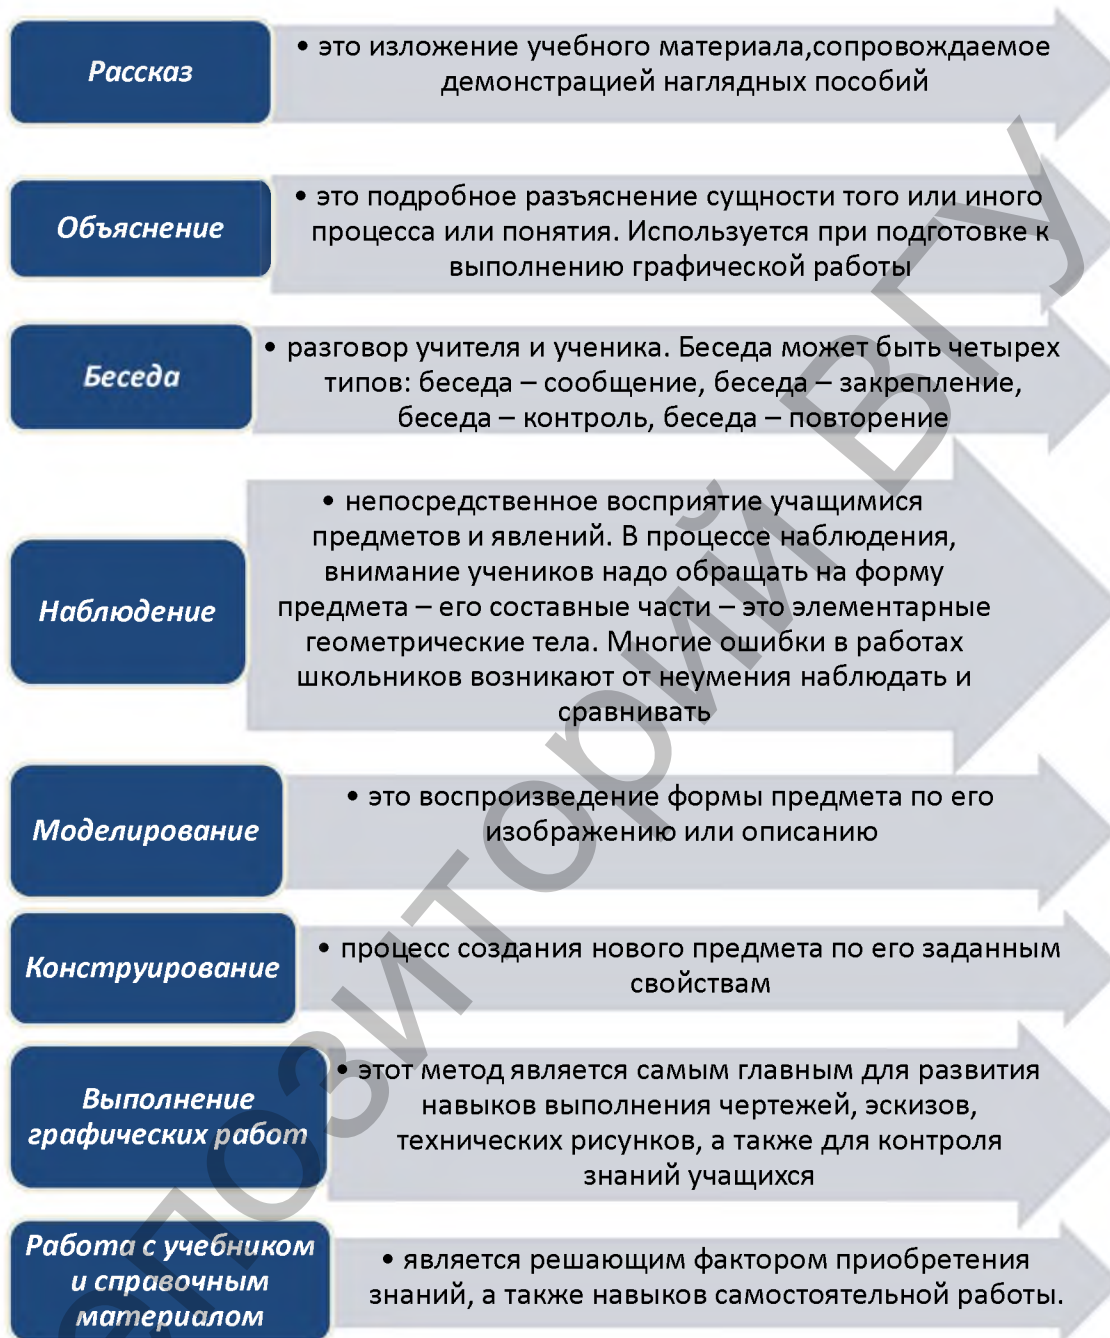 Рассказ
• это изложение учебного материала,сопровождаемое
демонстрацией наглядных пособий
Объяснение
• это подробное разъяснение сущности того или иного
процесса или понятия. Используется при подготовке к
выполнению графической работы
Беседа
• разговор учителя и ученика. Беседа может быть четырех
типов: беседа – сообщение, беседа – закрепление,
беседа – контроль, беседа – повторение
Наблюдение
• непосредственное восприятие учащимися
предметов и явлений. В процессе наблюдения,
внимание учеников надо обращать на форму
предмета – его составные части – это элементарные
геометрические тела. Многие ошибки в работах
школьников возникают от неумения наблюдать и
сравнивать
Моделирование
• это воспроизведение формы предмета по его
изображению или описанию
Конструирование
• процесс создания нового предмета по его заданным
свойствам
Выполнение
графических работ
• этот метод является самым главным для развития
навыков выполнения чертежей, эскизов,
технических рисунков, а также для контроля
знаний учащихся
Работа с учебником
и справочным
материалом
• является решающим фактором приобретения
знаний, а также навыков самостоятельной работы.
ВГУ